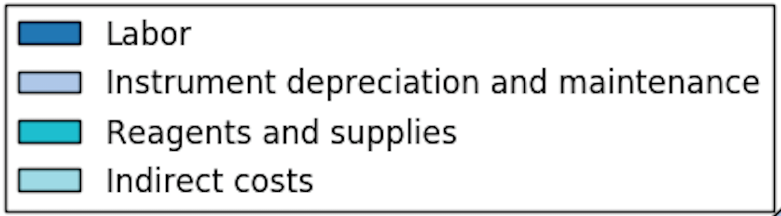 Labor
Instrument depreciation and maintenance
Reagents and supplies
Indirect costs